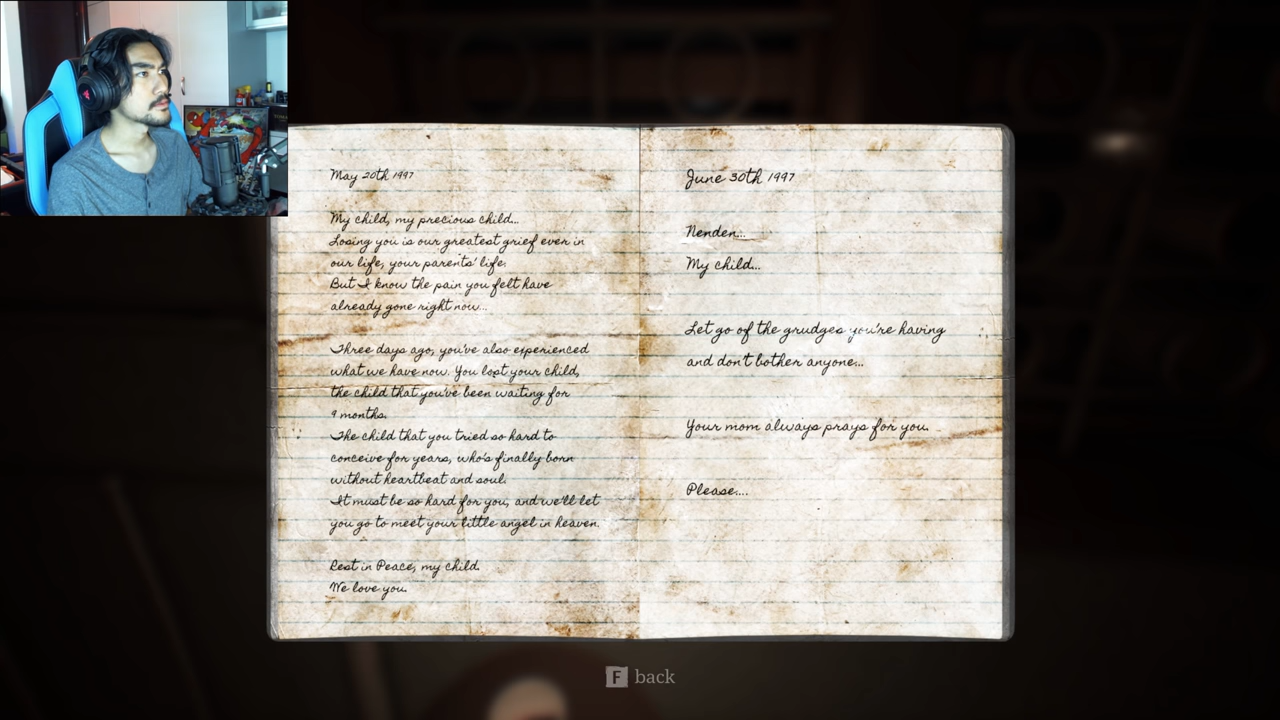 May 20th 1997
My child, my precious child...
Losing you is our greatest grief ever in
our life, your parents' life.
But I know the pain you felt have
already gone right now...
Three days ago, you've also experienced
what we have now. You lost your child,
the child that you've been waiting for
9 months.
The child that you tried so hard to
conceive for years, who's finally born
without heartbeat and soul.
It must be so hard for you, and we'll let
you go to meet your little angel in heaven.
Rest in Peace, my child.
We love you.
June 30th 1997
Nenden...
My child...
Let go of the grudges you're having
and don't bother anyone...
Your mom always prays for you.
Please....
F back